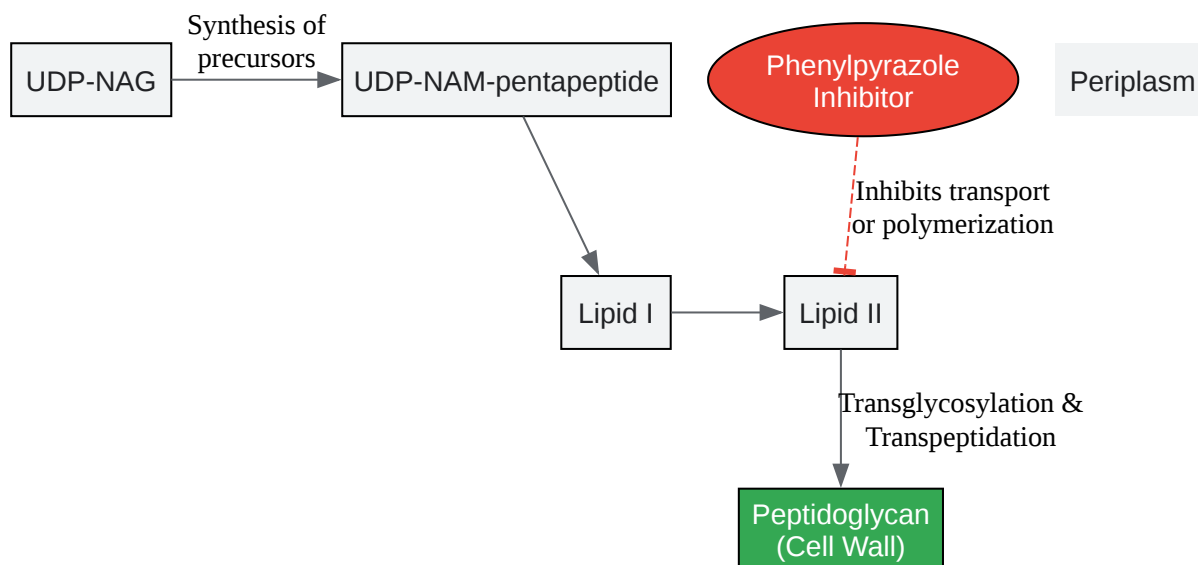 Synthesis of
precursors
UDP-NAG
UDP-NAM-pentapeptide
Phenylpyrazole
Inhibitor
Periplasm
Inhibits transport
or polymerization
Lipid I
Lipid II
Transglycosylation &
Transpeptidation
Peptidoglycan
(Cell Wall)